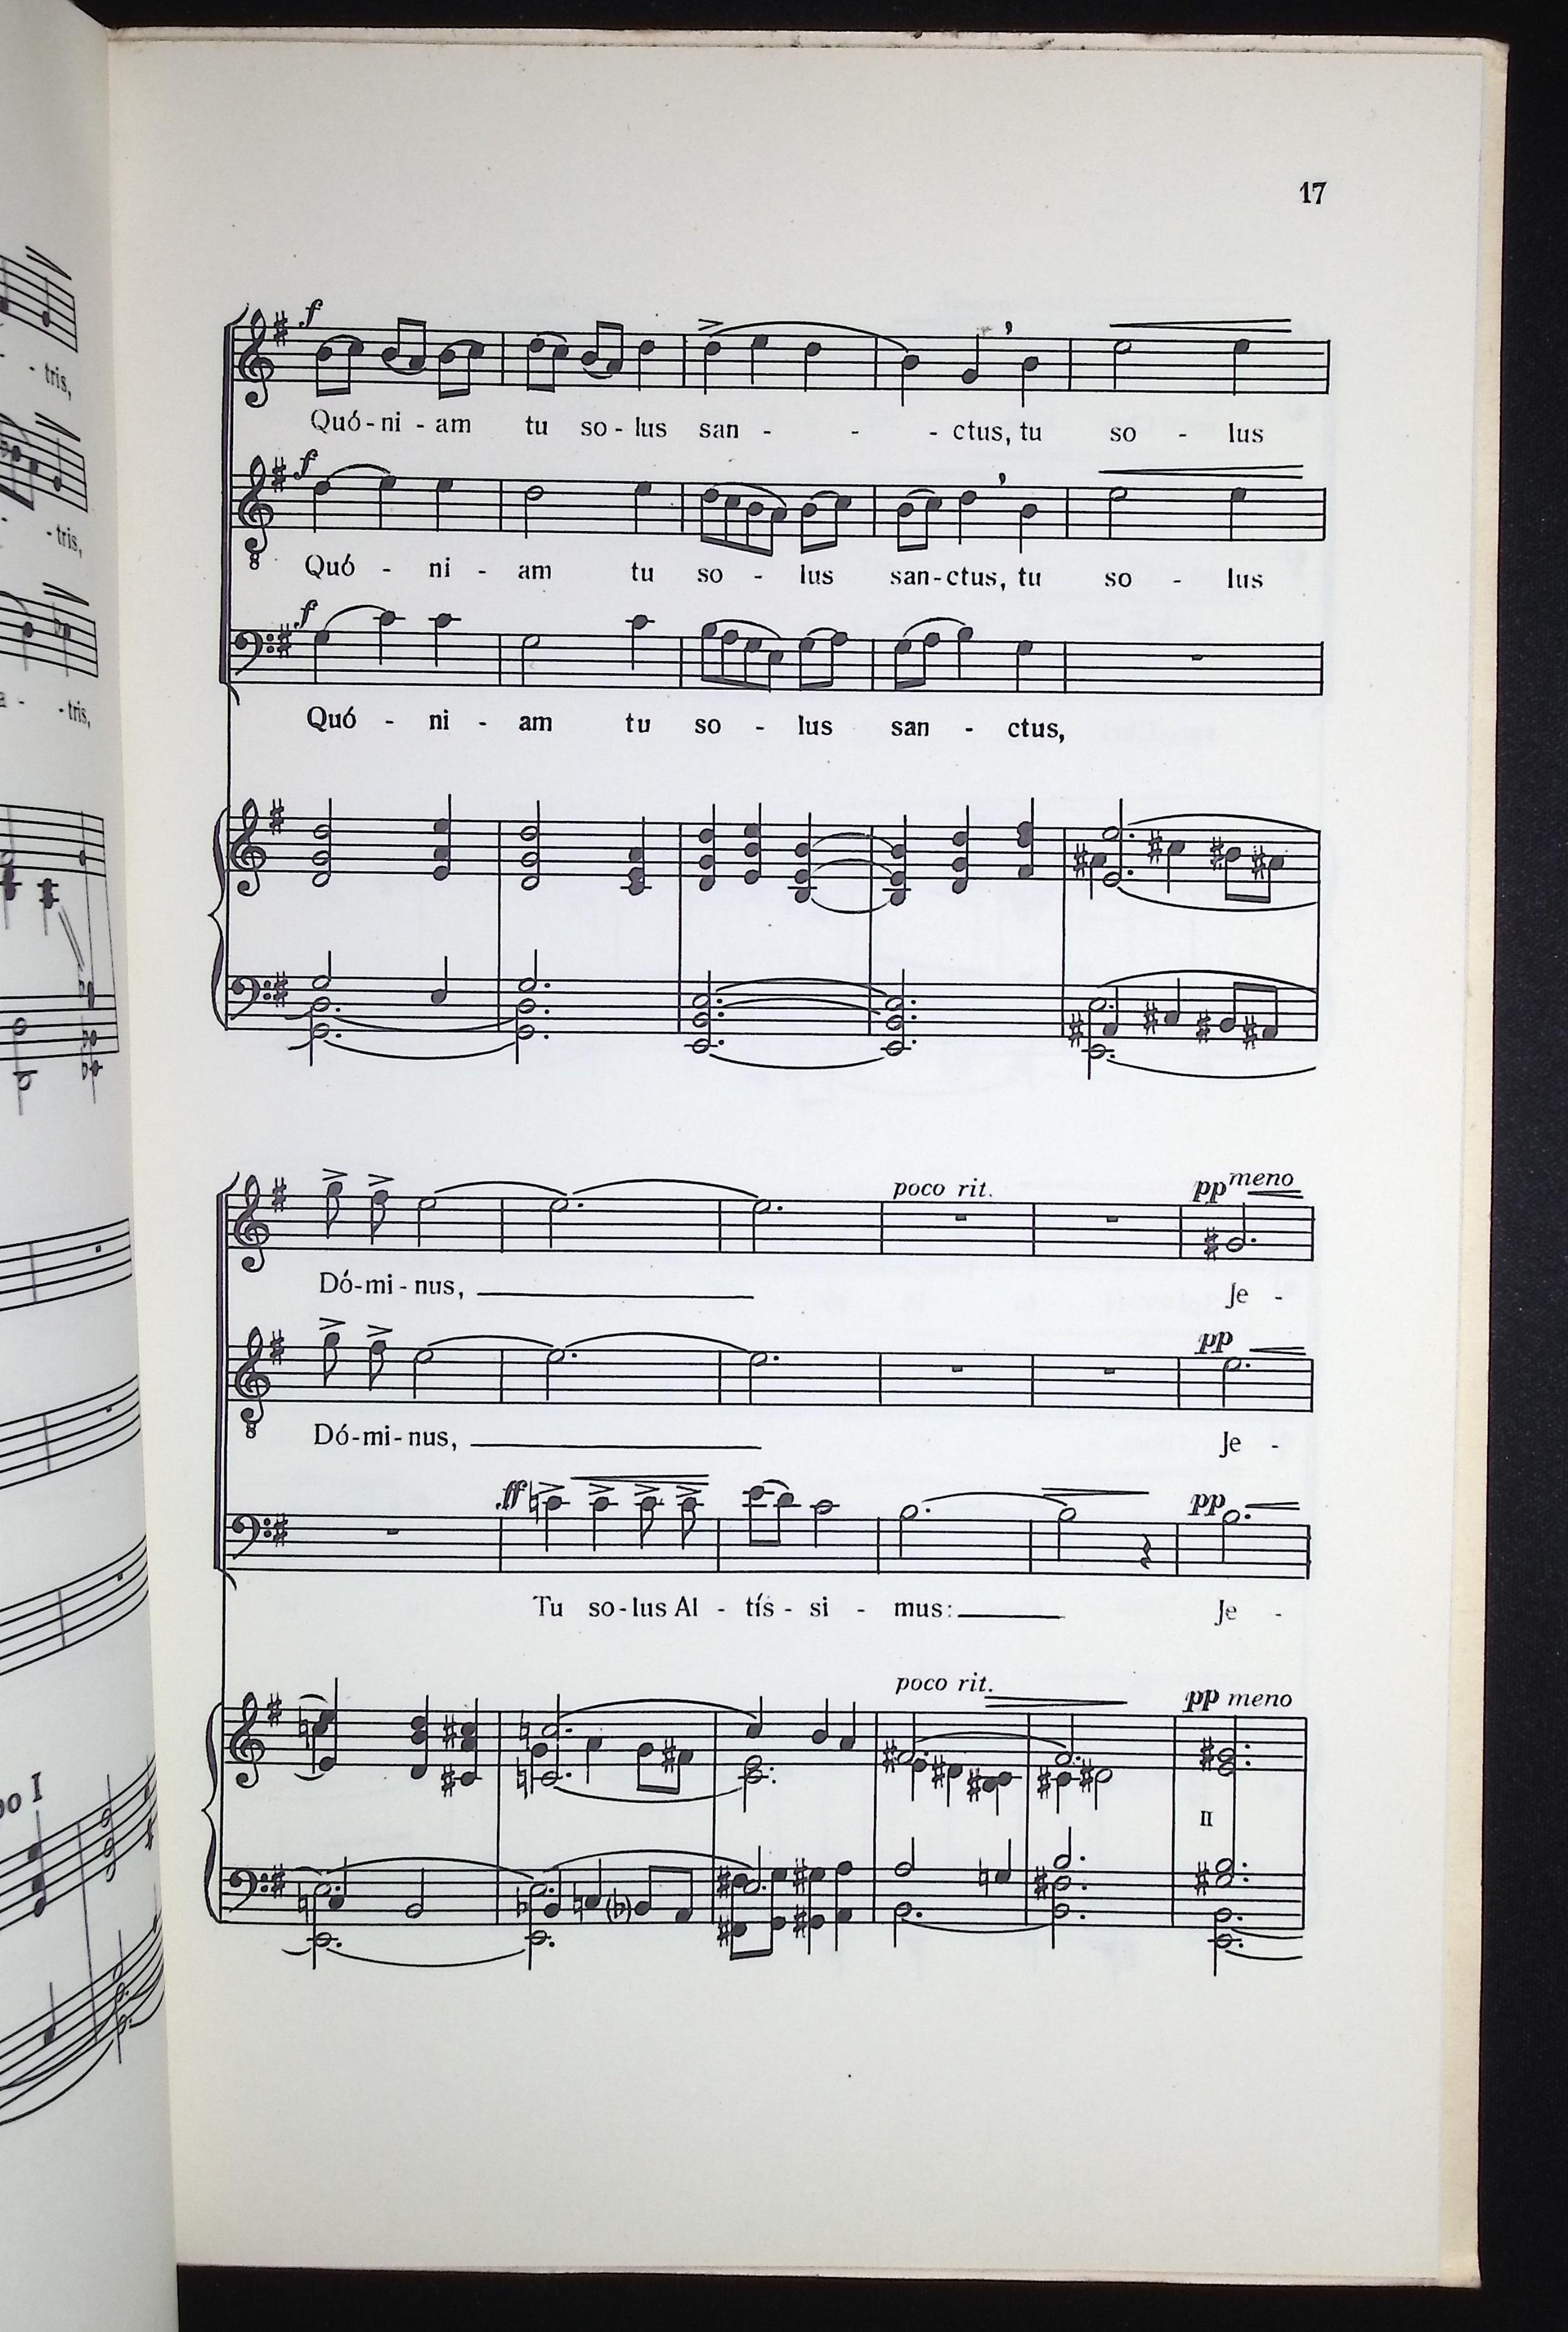 17
f
Quó - ni - am tu so - lus san - - - ctus, tu so - lus
f
Quó - ni - am tu so - lus san - ctus, tu so - lus
f
Quó - ni - am tu so - lus san - ctus,
poco rit. pp meno
Dó - mi - nus, Je -
pp
Dó - mi - nus, Je -
ff pp
Tu so - lus Al - tís - si - mus: Je -
poco rit. pp meno
II
- tris,
- tris,
- tris,
o I